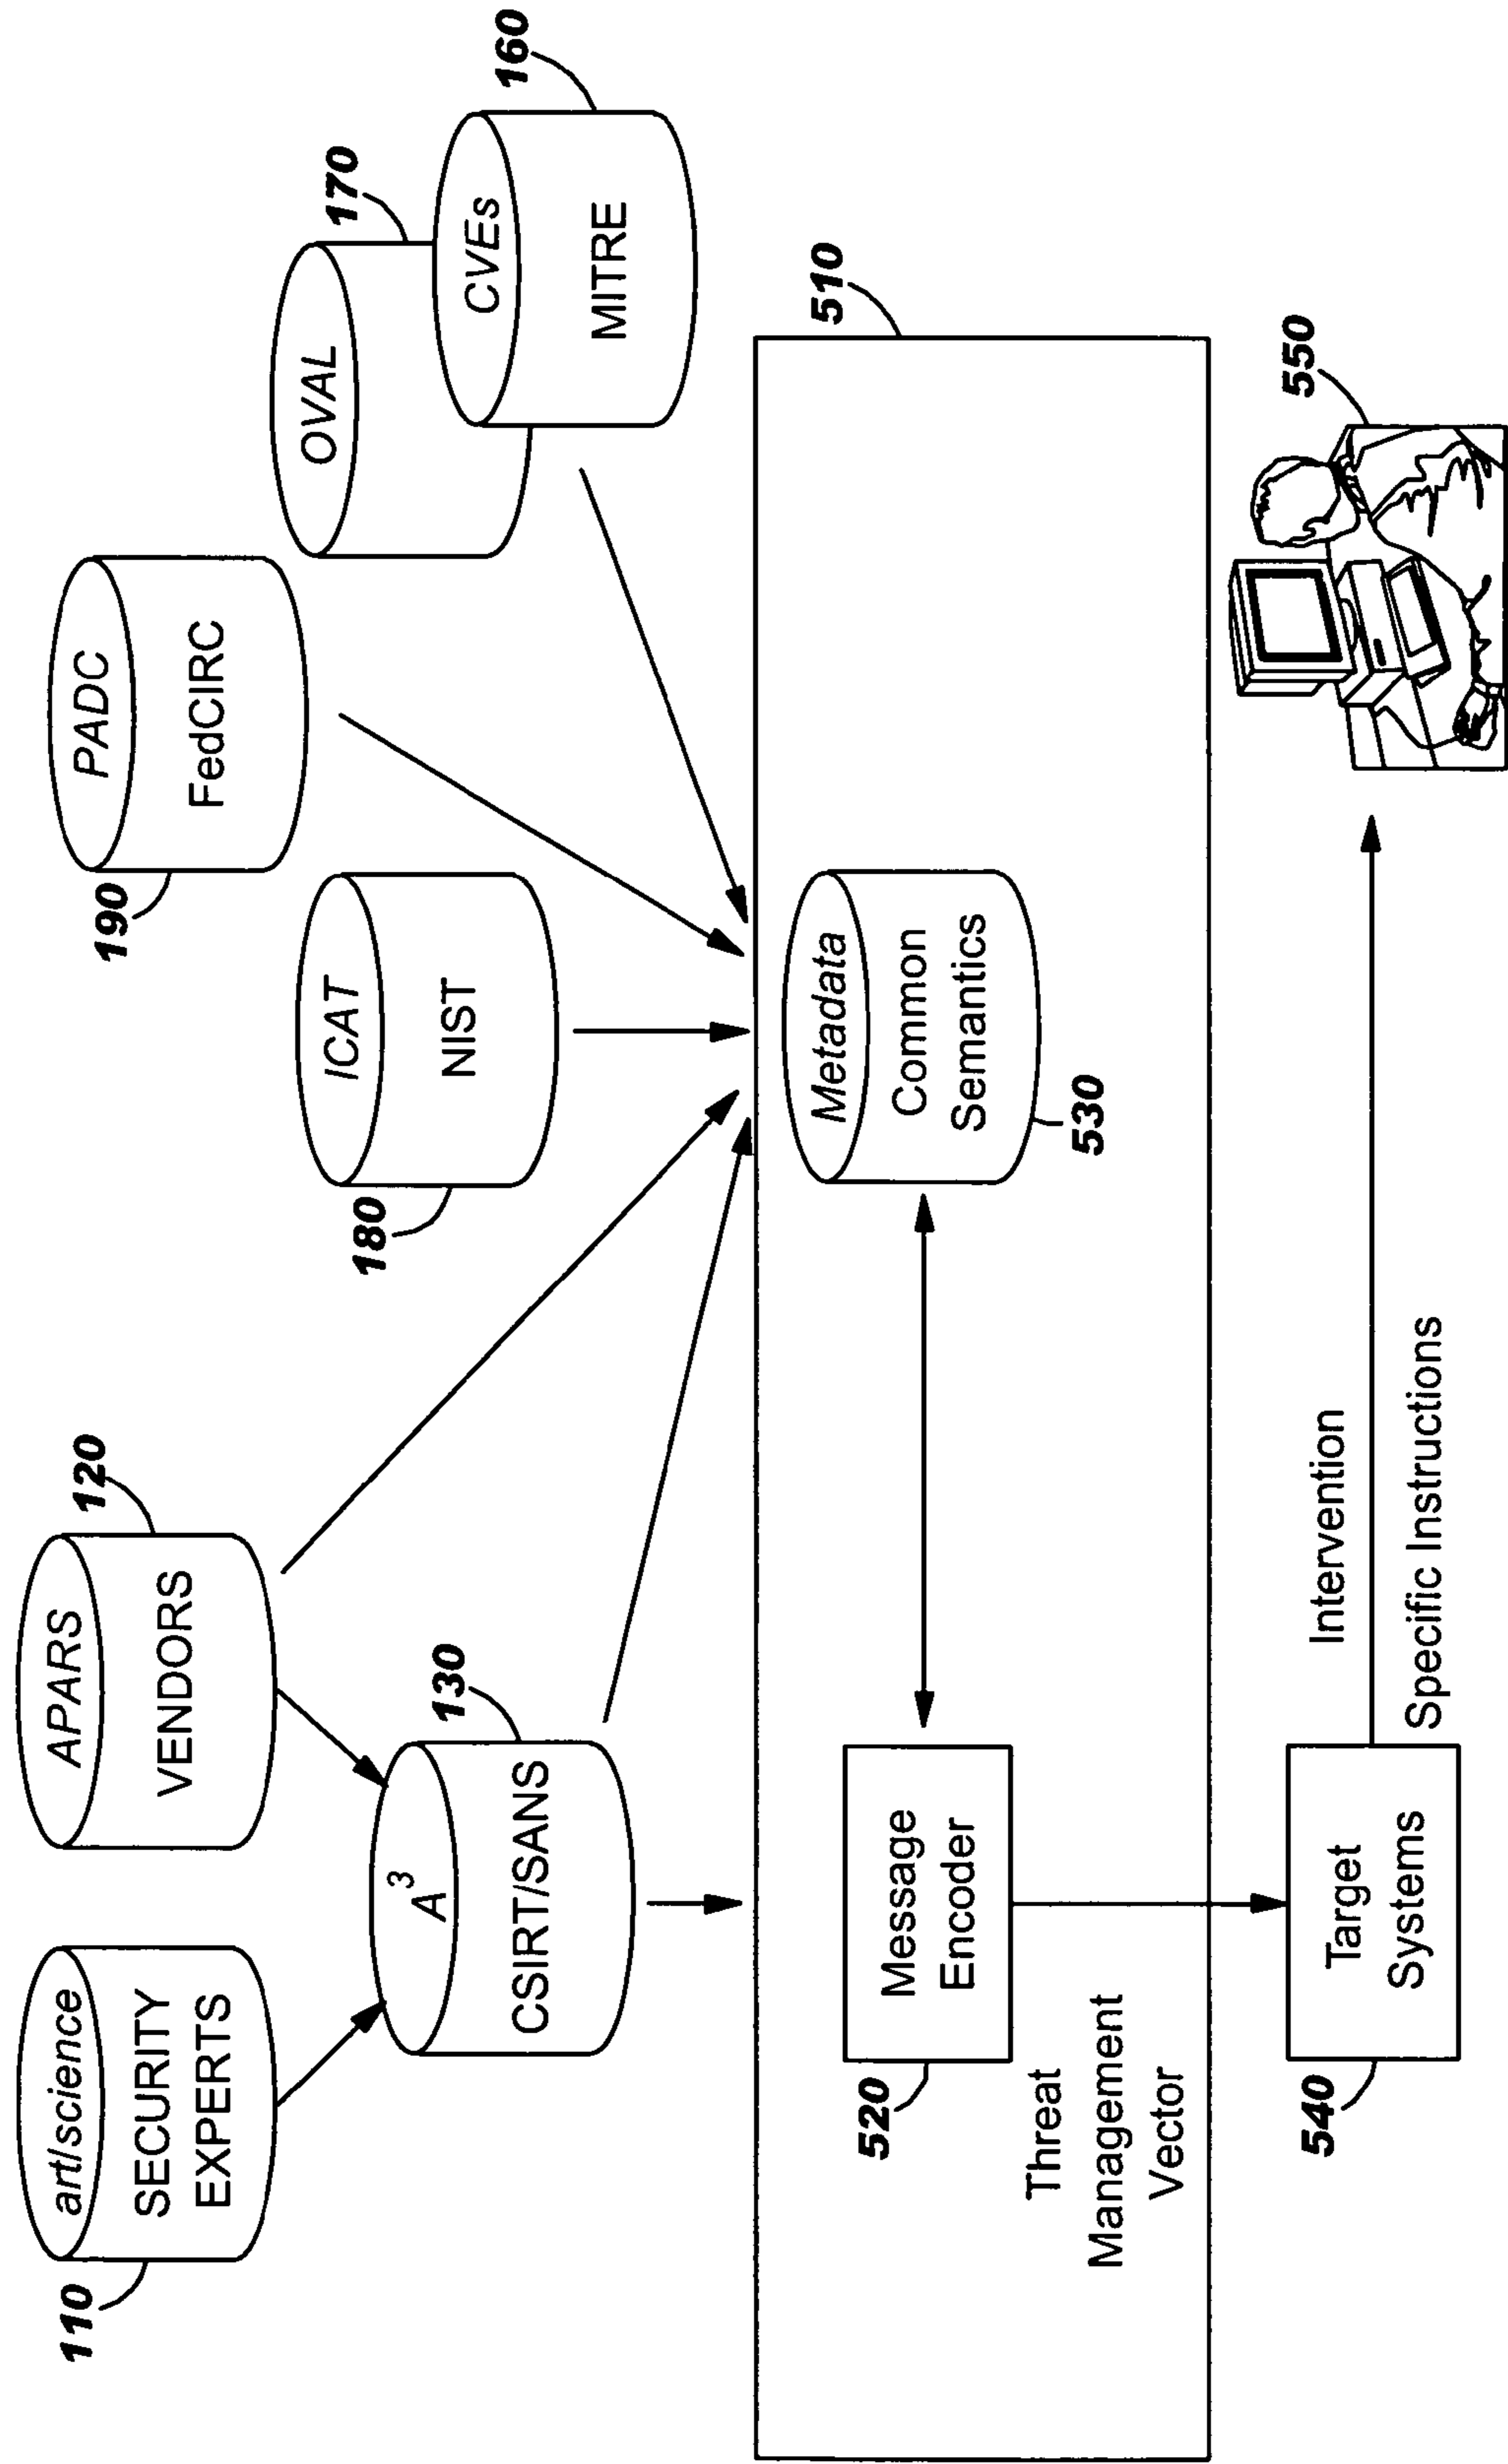 110
art/science
SECURITY
EXPERTS
APARS
VENDORS
120
A³
CSIRT/SANS
130
180
ICAT
NIST
190
PADC
FedCIRC
OVAL
170
CVEs
MITRE
160
510
520
Message
Encoder
Metadata
Common
Semantics
530
Threat
Management
Vector
540
Target
Systems
Intervention
Specific Instructions
550